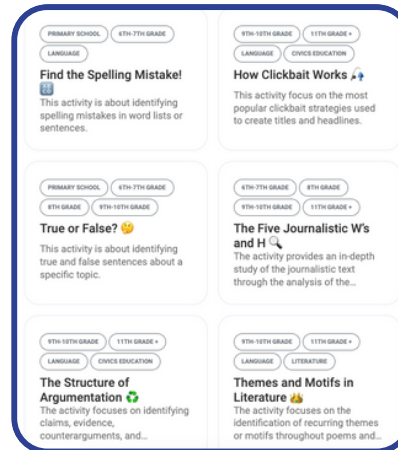 PRIMARY SCHOOL 6TH-7TH GRADE
LANGUAGE
Find the Spelling Mistake!
🔠
This activity is about identifying
spelling mistakes in word lists or
sentences.
9TH-10TH GRADE 11TH GRADE +
LANGUAGE CIVICS EDUCATION
How Clickbait Works 🎣
This activity focus on the most
popular clickbait strategies used
to create titles and headlines.
PRIMARY SCHOOL 6TH-7TH GRADE
8TH GRADE 9TH-10TH GRADE
True or False? 🤔
This activity is about identifying
true and false sentences about a
specific topic.
6TH-7TH GRADE 8TH GRADE
9TH-10TH GRADE 11TH GRADE +
The Five Journalistic W's
and H 🔍
The activity provides an in-depth
study of the journalistic text
through the analysis of the...
9TH-10TH GRADE 11TH GRADE +
LANGUAGE CIVICS EDUCATION
The Structure of
Argumentation ♻️
The activity focuses on identifying
claims, evidence,
counterarguments, and...
9TH-10TH GRADE 11TH GRADE +
LANGUAGE LITERATURE
Themes and Motifs in
Literature 👑
The activity focuses on the
identification of recurring themes
or motifs throughout poems and...